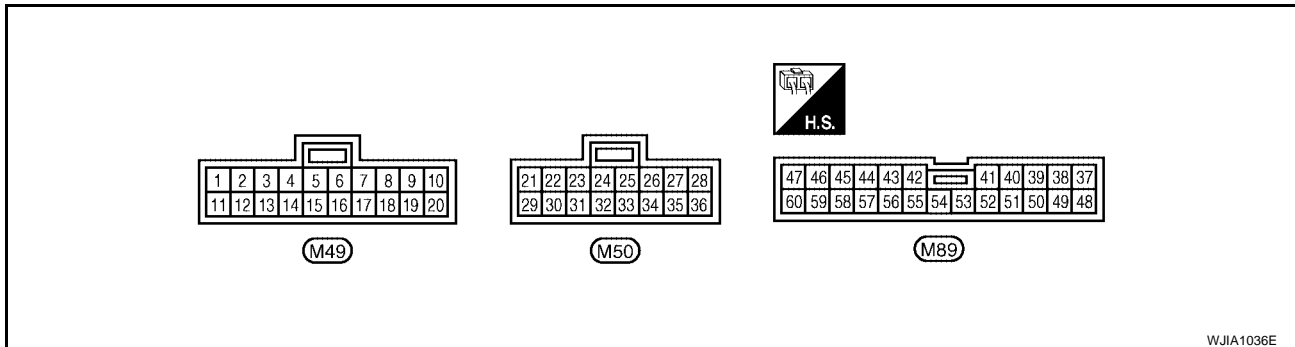 H.S.
1 2 3 4 5 6 7 8 9 10
11 12 13 14 15 16 17 18 19 20
M49
21 22 23 24 25 26 27 28
29 30 31 32 33 34 35 36
M50
47 46 45 44 43 42 41 40 39 38 37
60 59 58 57 56 55 54 53 52 51 50 49 48
M89
WJIA1036E